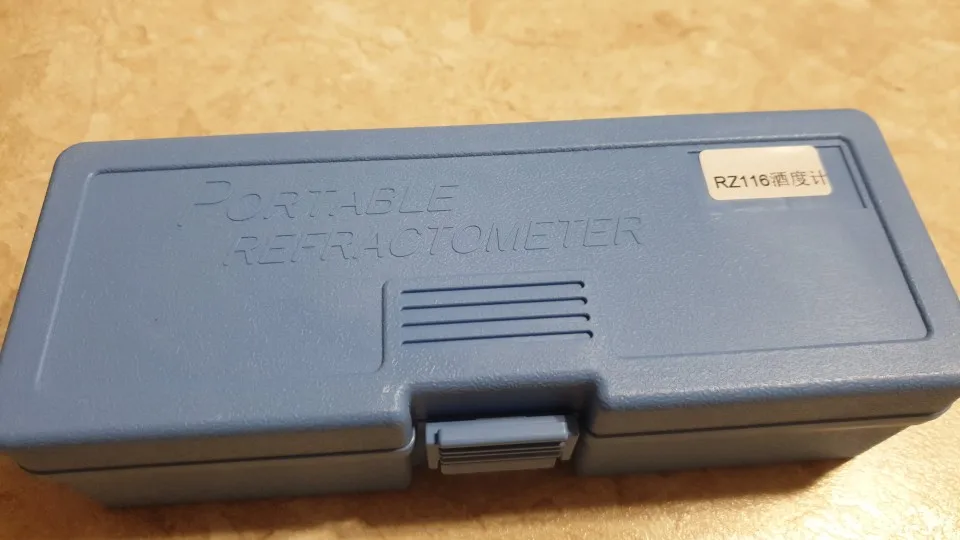 PORTABLE
REFRACTOMETER
RZ116酒度计